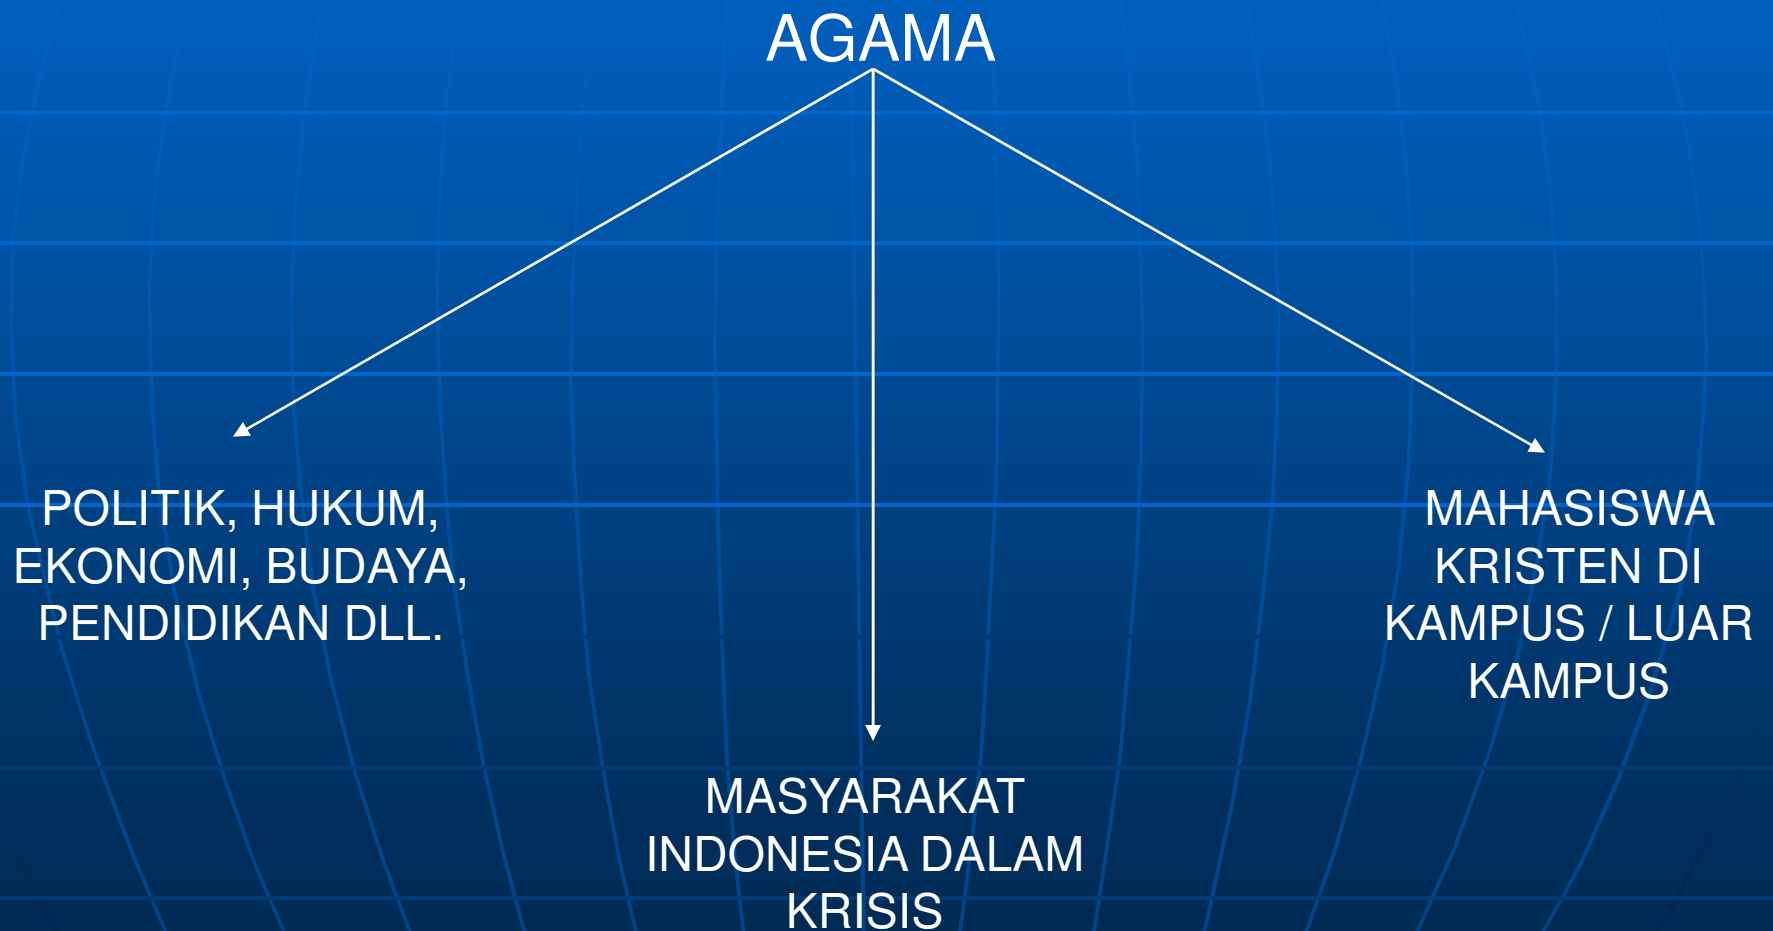 AGAMA
POLITIK, HUKUM,
EKONOMI, BUDAYA,
PENDIDIKAN DLL.
MAHASISWA
KRISTEN DI
KAMPUS / LUAR
KAMPUS
MASYARAKAT
INDONESIA DALAM
KRISIS